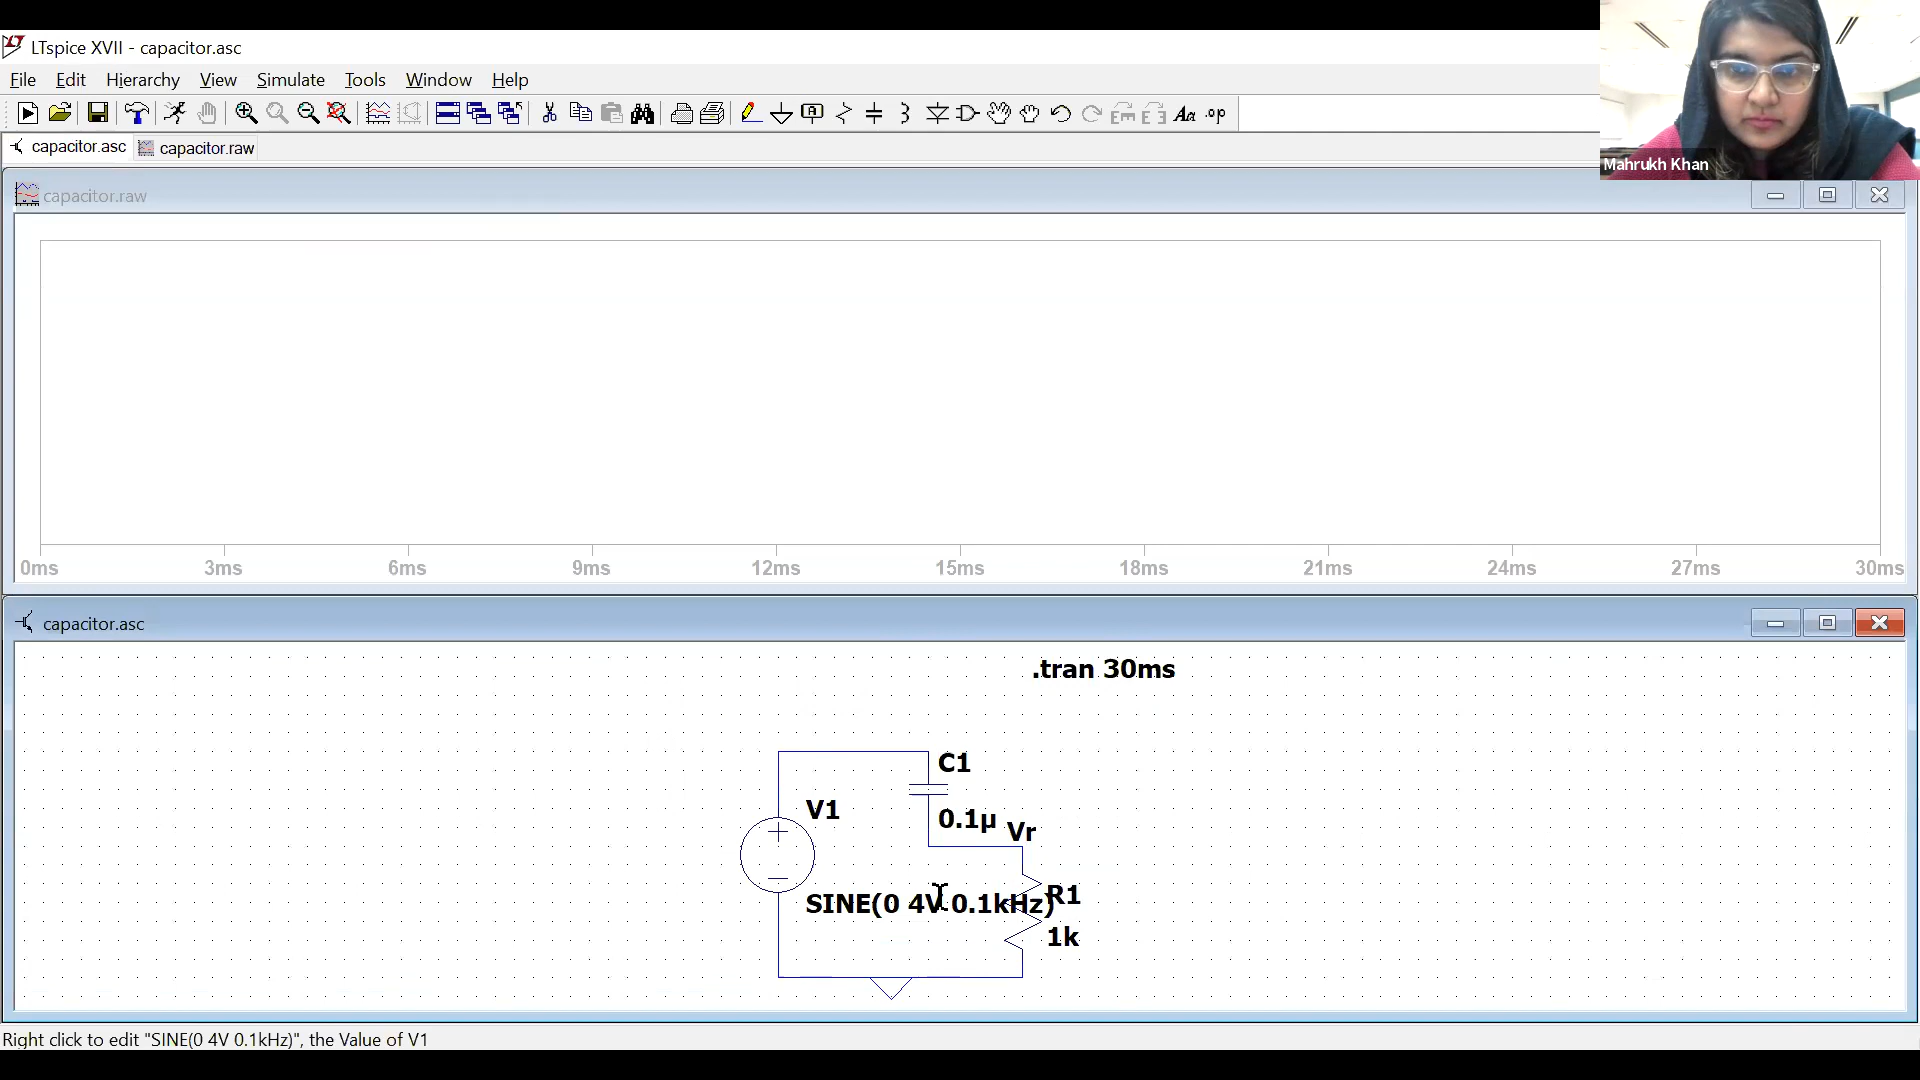 LTspice XVII - capacitor.asc
File Edit Hierarchy View Simulate Tools Window Help
Aa .op
capacitor.asc capacitor.raw
Mahrukh Khan
capacitor.raw
0ms 3ms 6ms 9ms 12ms 15ms 18ms 21ms 24ms 27ms 30ms
capacitor.asc
.tran 30ms
C1
V1
0.1µ
Vr
R1
SINE(0 4V 0.1kHz)
1k
Right click to edit "SINE(0 4V 0.1kHz)", the Value of V1